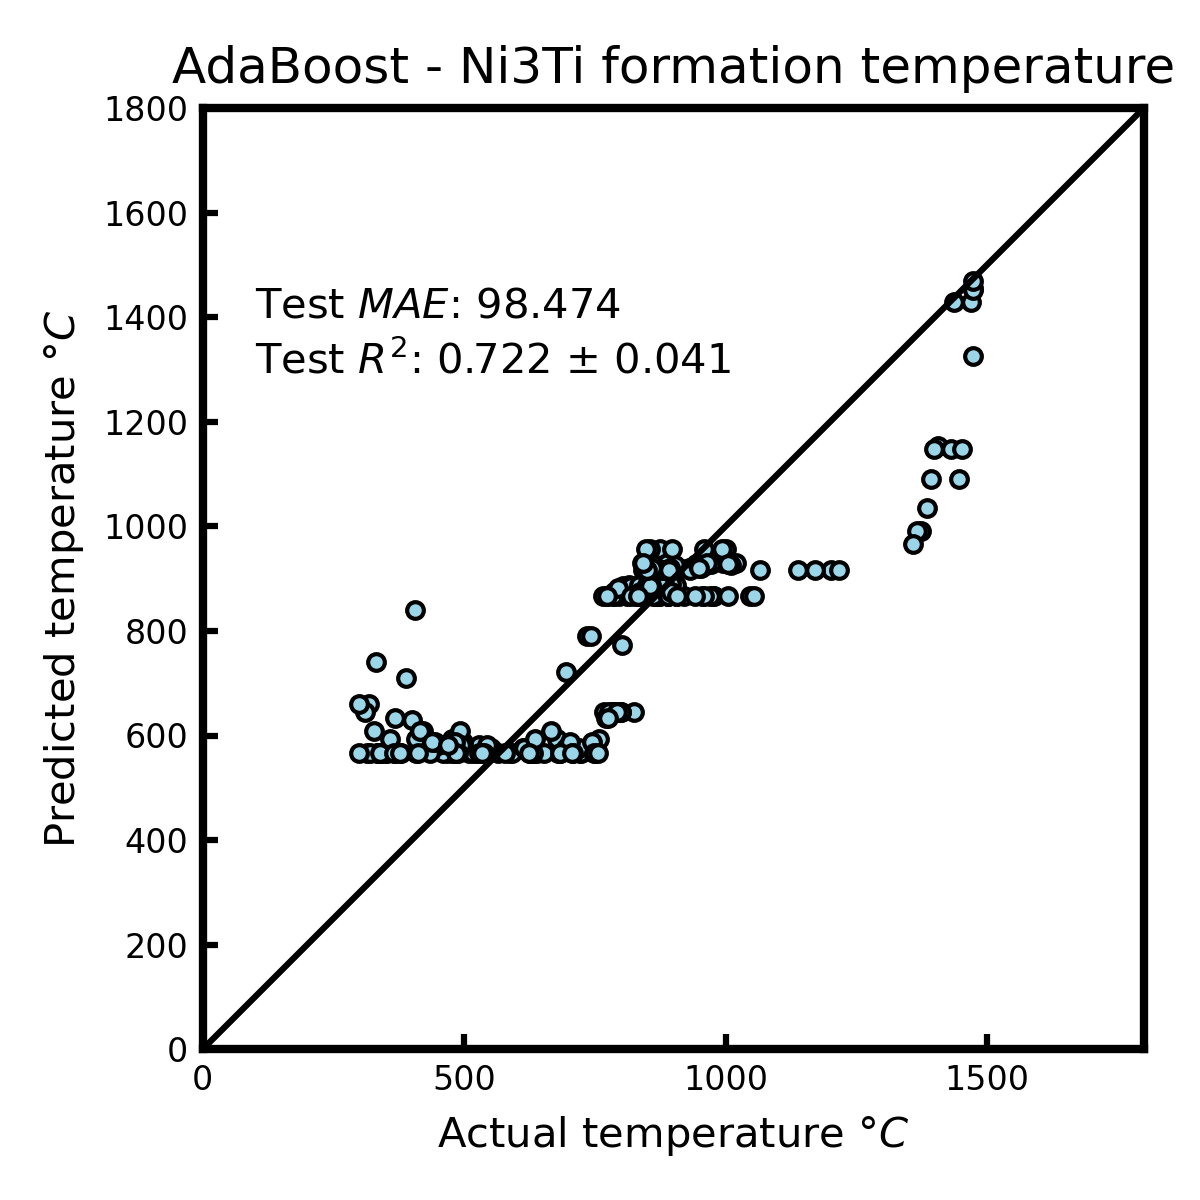 AdaBoost - Ni3Ti formation temperature
1800
1600
1400
1200
1000
800
600
400
200
0
Predicted temperature °C
Test MAE: 98.474
Test R²: 0.722 ± 0.041
0 500 1000 1500
Actual temperature °C